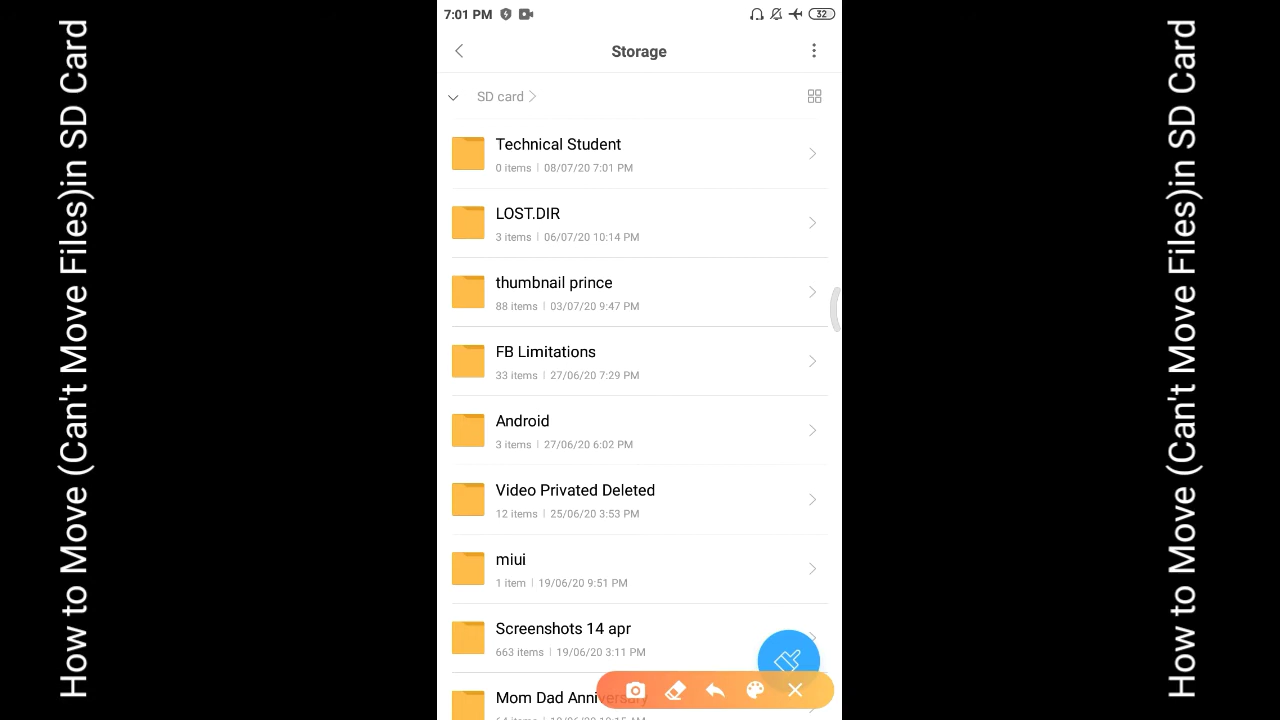 How to Move (Can't Move Files)in SD Card
7:01 PM 32
Storage
SD card
Technical Student
0 items | 08/07/20 7:01 PM
LOST.DIR
3 items | 06/07/20 10:14 PM
thumbnail prince
88 items | 03/07/20 9:47 PM
FB Limitations
33 items | 27/06/20 7:29 PM
Android
3 items | 27/06/20 6:02 PM
Video Privated Deleted
12 items | 25/06/20 3:53 PM
miui
1 item | 19/06/20 9:51 PM
Screenshots 14 apr
663 items | 19/06/20 3:11 PM
Mom Dad Anniversary
How to Move (Can't Move Files)in SD Card